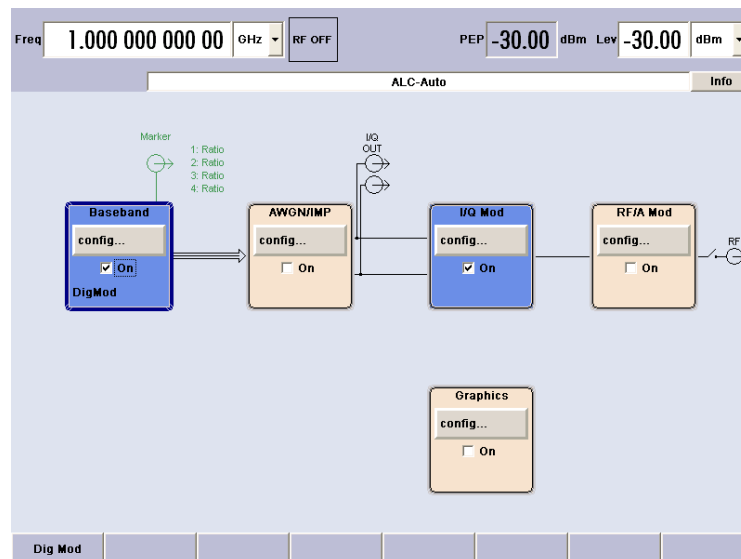 Freq 1.000 000 000 00 GHz RF OFF PEP -30.00 dBm Lev -30.00 dBm
ALC-Auto Info
Marker
1: Ratio
2: Ratio
3: Ratio
4: Ratio
I/Q
OUT
Baseband AWGN/IMP I/Q Mod RF/A Mod
config... config... config... config... RF
On On On On
DigMod
Graphics
config...
On
Dig Mod